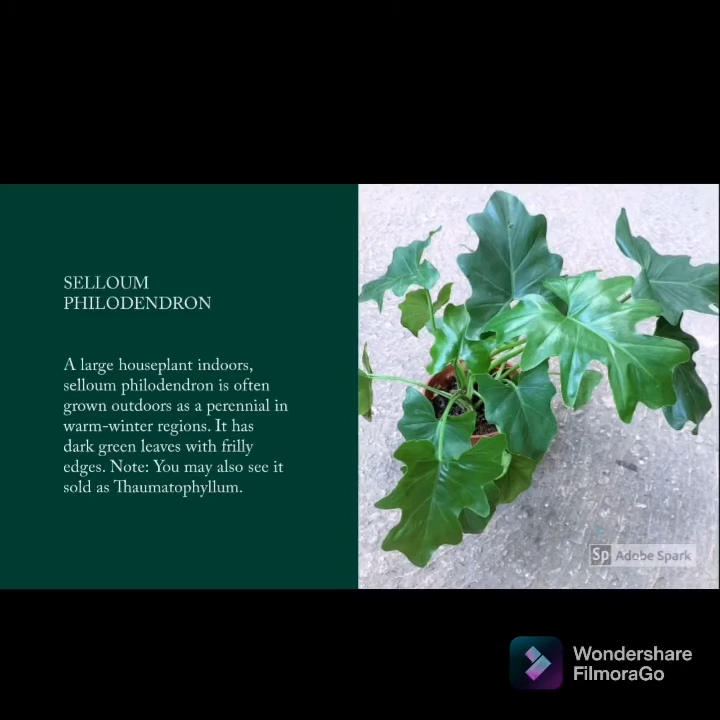 SELLOUM
PHILODENDRON
A large houseplant indoors,
selloum philodendron is often
grown outdoors as a perennial in
warm-winter regions. It has
dark green leaves with frilly
edges. Note: You may also see it
sold as Thaumatophyllum.
Sp Adobe Spark
Wondershare
FilmoraGo